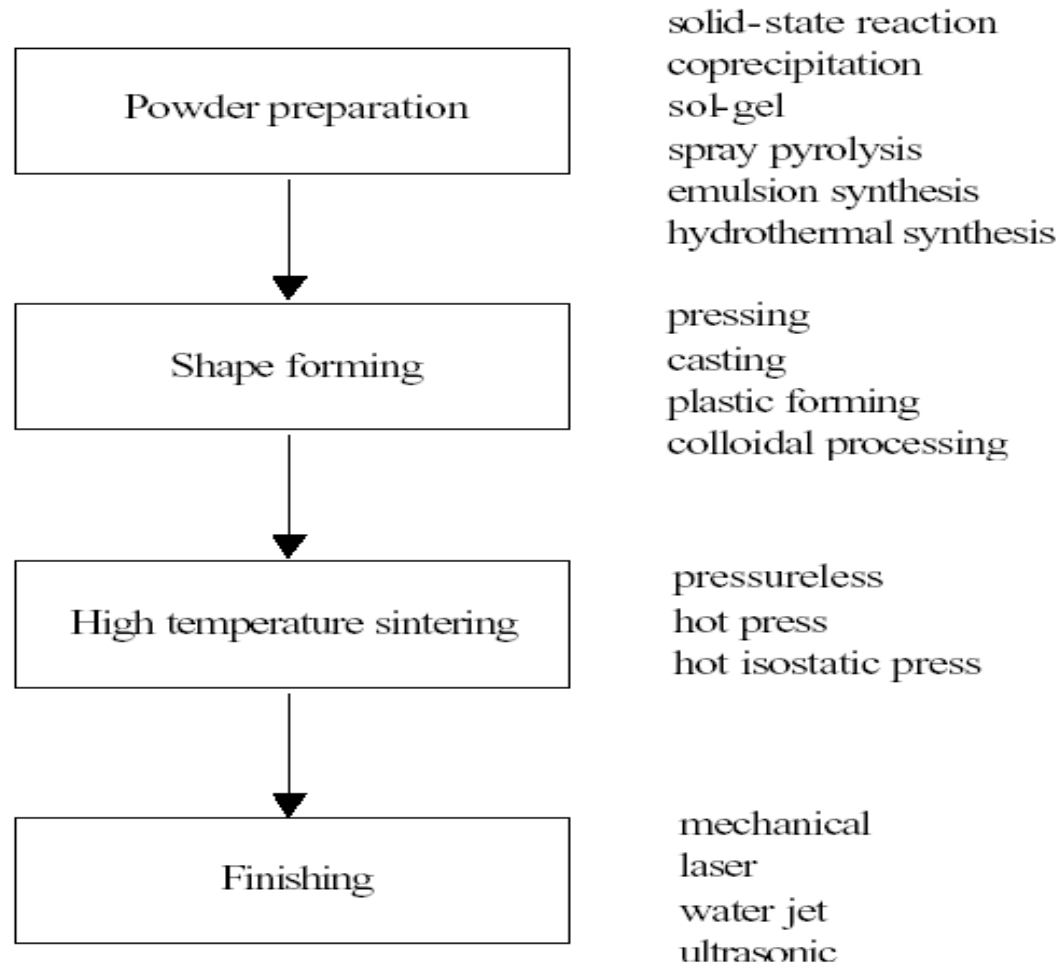 Powder preparation
solid-state reaction
coprecipitation
sol-gel
spray pyrolysis
emulsion synthesis
hydrothermal synthesis
Shape forming
pressing
casting
plastic forming
colloidal processing
High temperature sintering
pressureless
hot press
hot isostatic press
Finishing
mechanical
laser
water jet
ultrasonic